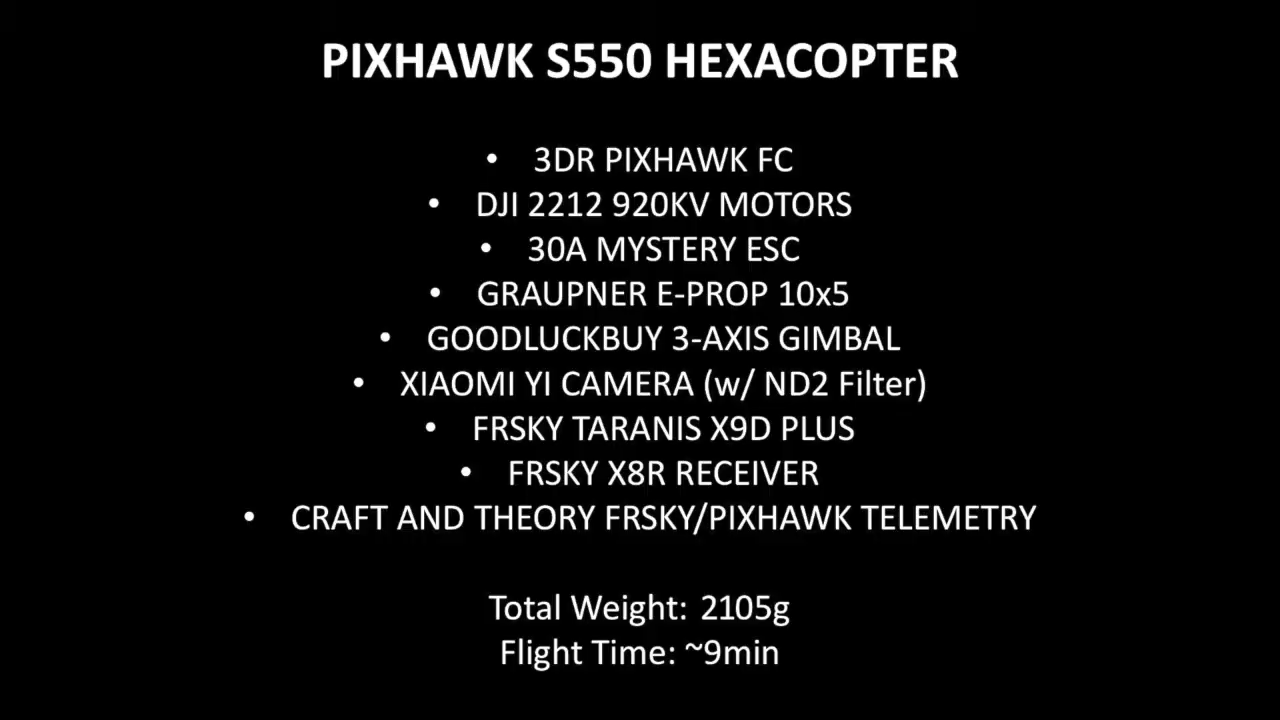 PIXHAWK S550 HEXACOPTER
• 3DR PIXHAWK FC
• DJI 2212 920KV MOTORS
• 30A MYSTERY ESC
• GRAUPNER E-PROP 10x5
• GOODLUCKBUY 3-AXIS GIMBAL
• XIAOMI YI CAMERA (w/ ND2 Filter)
• FRSKY TARANIS X9D PLUS
• FRSKY X8R RECEIVER
• CRAFT AND THEORY FRSKY/PIXHAWK TELEMETRY
Total Weight: 2105g
Flight Time: ~9min